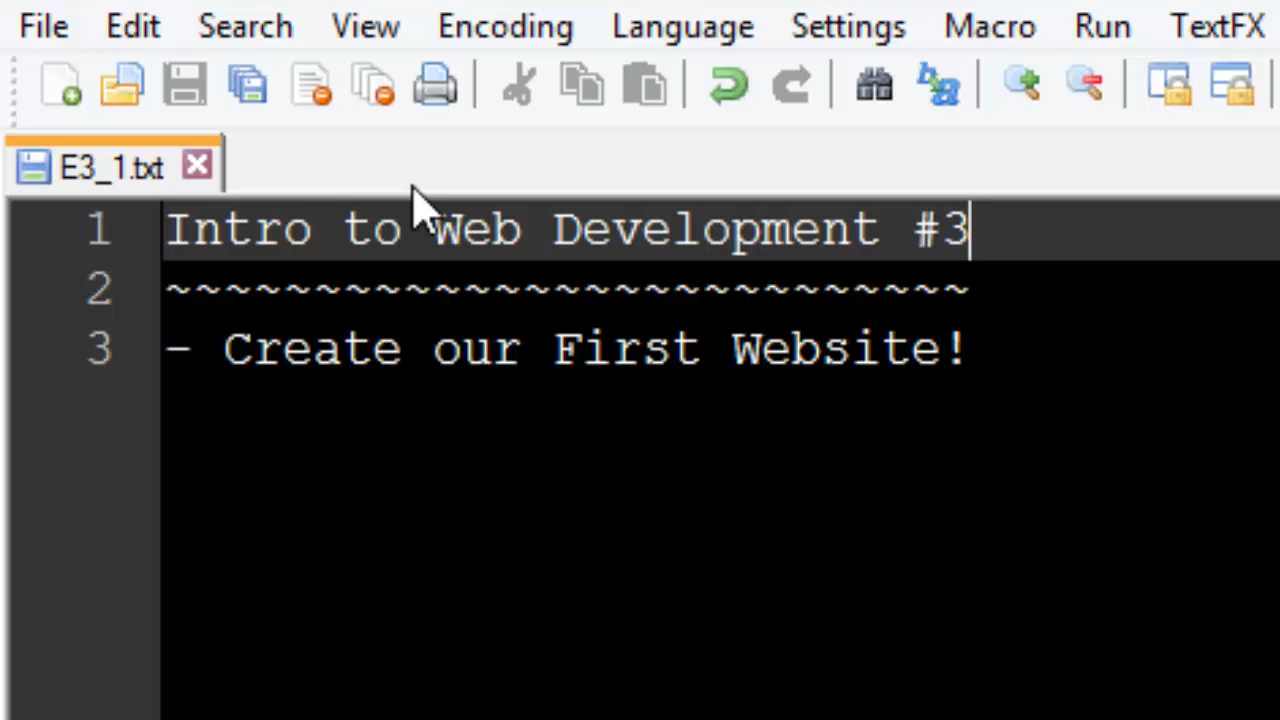 File Edit Search View Encoding Language Settings Macro Run TextFX
E3_1.txt
1 Intro to Web Development #3
2 ~~~~~~~~~~~~~~~~~~~~~~~~~~~
3 - Create our First Website!